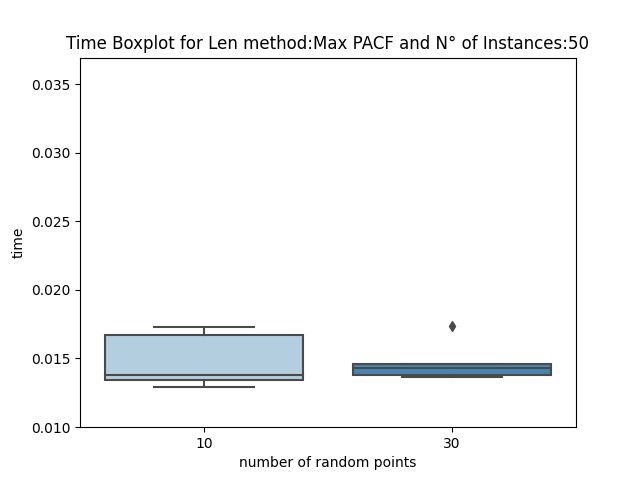 Time Boxplot for Len method:Max PACF and N° of Instances:50
0.035
0.030
0.025
0.020
0.015
0.010
time
10 30
number of random points